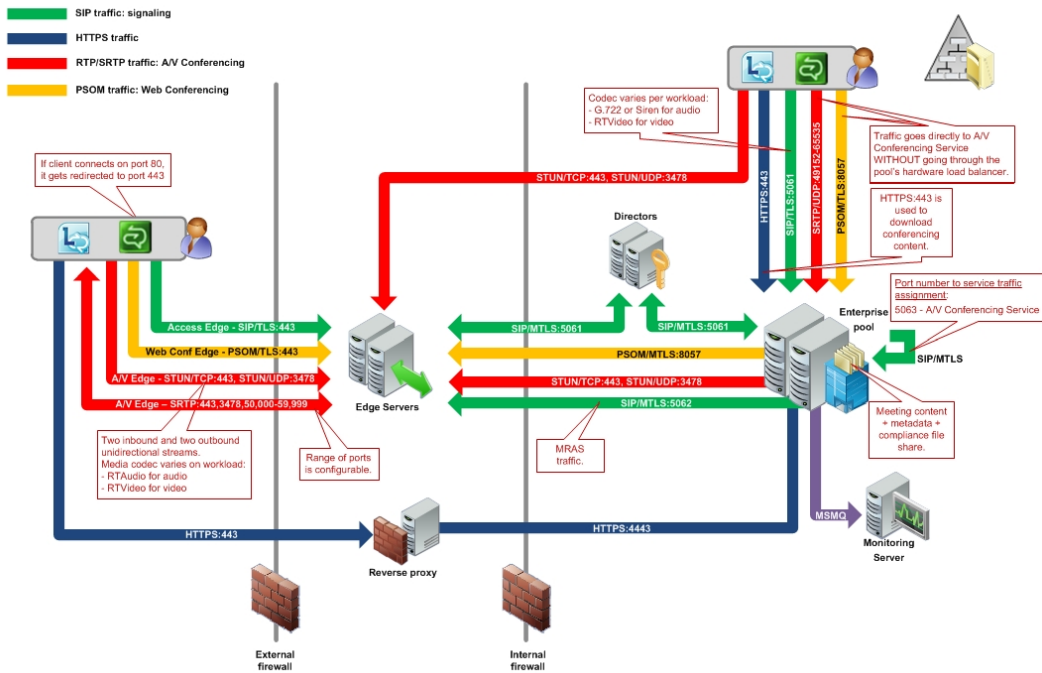 SIP traffic: signaling
HTTPS traffic
RTP/SRTP traffic: A/V Conferencing
PSOM traffic: Web Conferencing
If client connects on port 80,
it gets redirected to port 443
Codec varies per workload:
- G.722 or Siren for audio
- RTVideo for video
Traffic goes directly to A/V
Conferencing Service
WITHOUT going through the
pool's hardware load balancer.
STUN/TCP:443, STUN/UDP:3478
HTTPS:443
SIP/TLS:5061
SRTP/UDP:49152-65535
PSOM/TLS:8057
HTTPS:443 is
used to
download
conferencing
content.
Directors
Port number to service traffic
assignment:
5063 - A/V Conferencing Service
Enterprise
pool
SIP/MTLS
Access Edge - SIP/TLS:443
Web Conf Edge - PSOM/TLS:443
A/V Edge - STUN/TCP:443, STUN/UDP:3478
A/V Edge – SRTP:443,3478,50,000-59,999
Edge Servers
SIP/MTLS:5061
SIP/MTLS:5061
PSOM/MTLS:8057
STUN/TCP:443, STUN/UDP:3478
SIP/MTLS:5062
Two inbound and two outbound
unidirectional streams.
Media codec varies on workload:
- RTAudio for audio
- RTVideo for video
Range of ports
is configurable.
MRAS
traffic.
Meeting content
+ metadata +
compliance file
share.
HTTPS:443
Reverse proxy
HTTPS:4443
MSMQ
Monitoring
Server
External
firewall
Internal
firewall